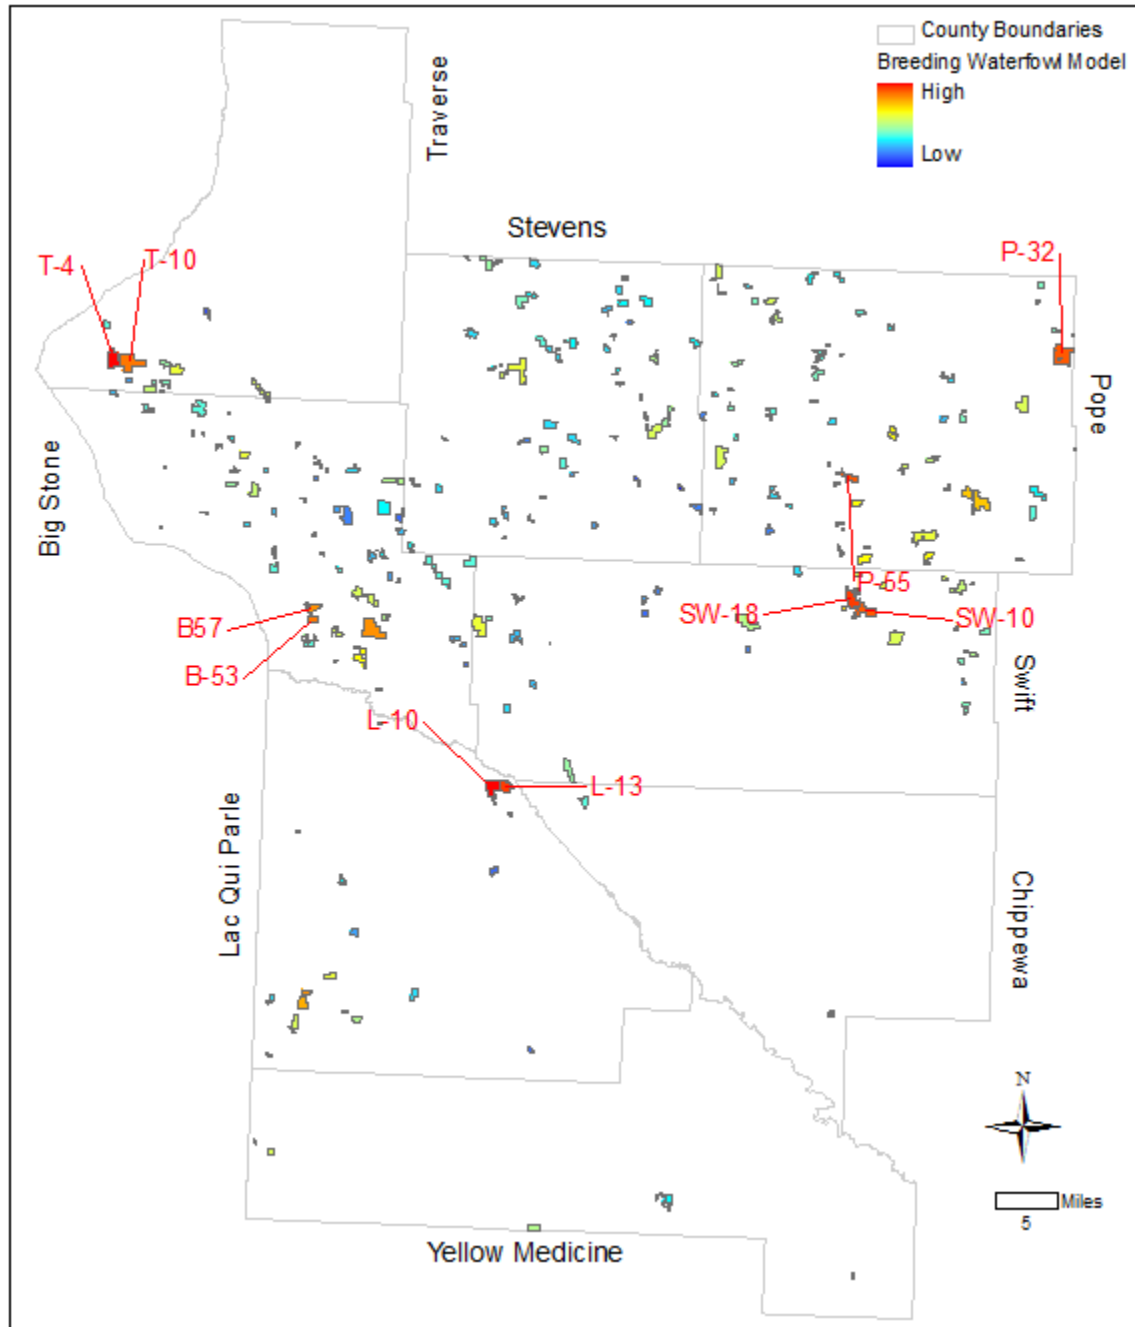 County Boundaries
Breeding Waterfowl Model
High
Low
Traverse
Stevens
T-4
T-10
P-32
Pope
Big Stone
P-65
SW-18
SW-10
B57
B-53
Swift
L-10
L-13
Lac Qui Parle
Chippewa
N
Miles
5
Yellow Medicine